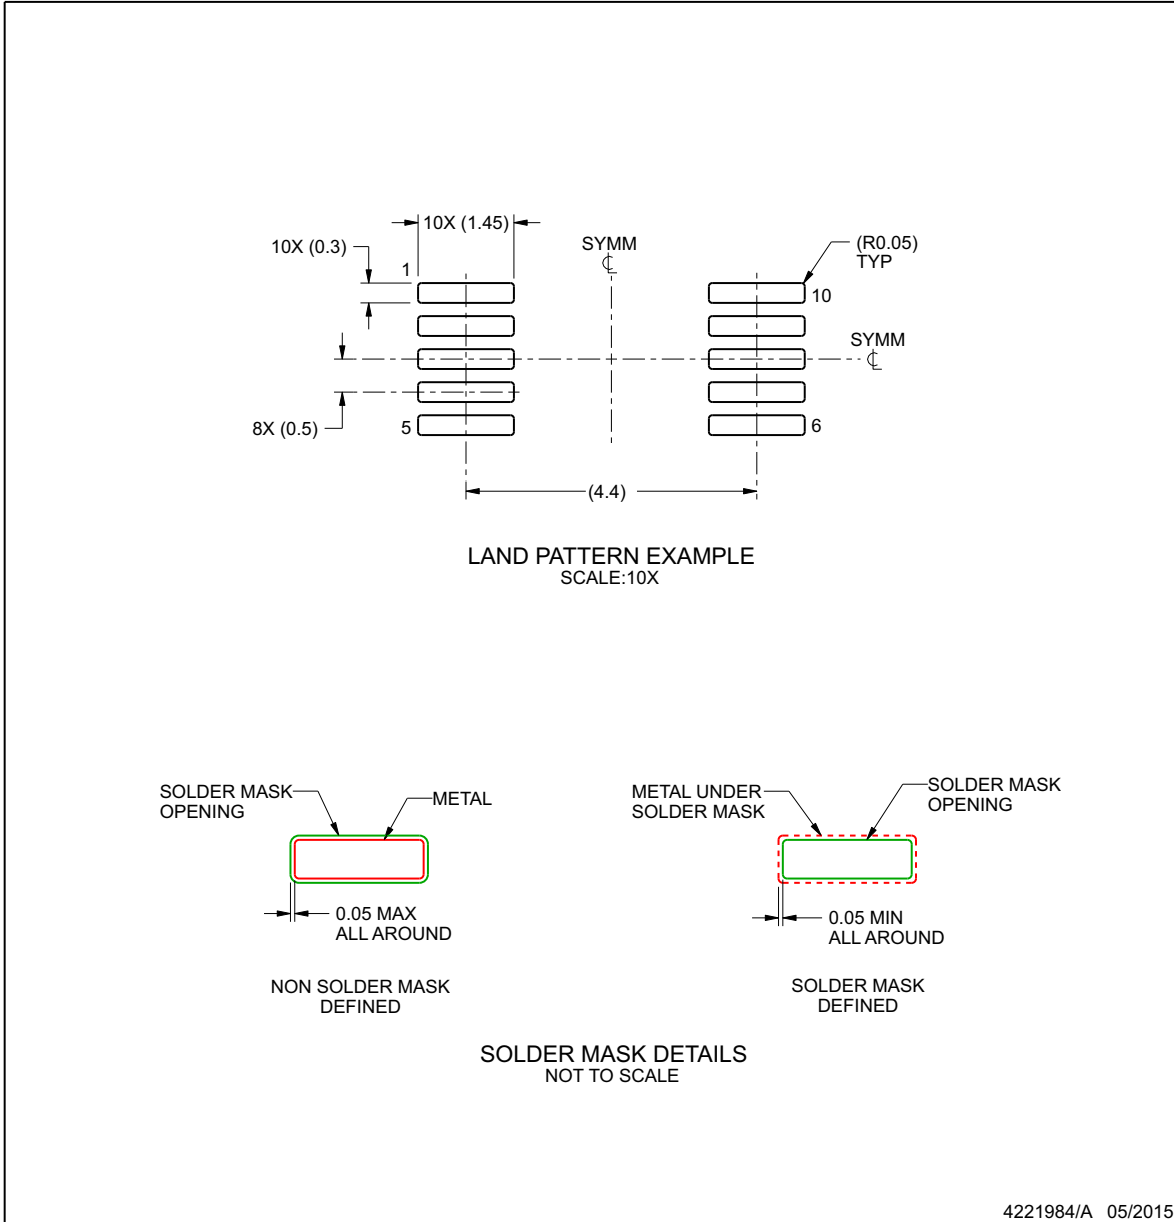 10X (1.45)
10X (0.3)
1
SYMM
℄
(R0.05)
TYP
10
SYMM
℄
8X (0.5)
5
6
(4.4)
LAND PATTERN EXAMPLE
SCALE:10X
SOLDER MASK
OPENING
METAL
METAL UNDER
SOLDER MASK
SOLDER MASK
OPENING
0.05 MAX
ALL AROUND
0.05 MIN
ALL AROUND
NON SOLDER MASK
DEFINED
SOLDER MASK
DEFINED
SOLDER MASK DETAILS
NOT TO SCALE
4221984/A 05/2015